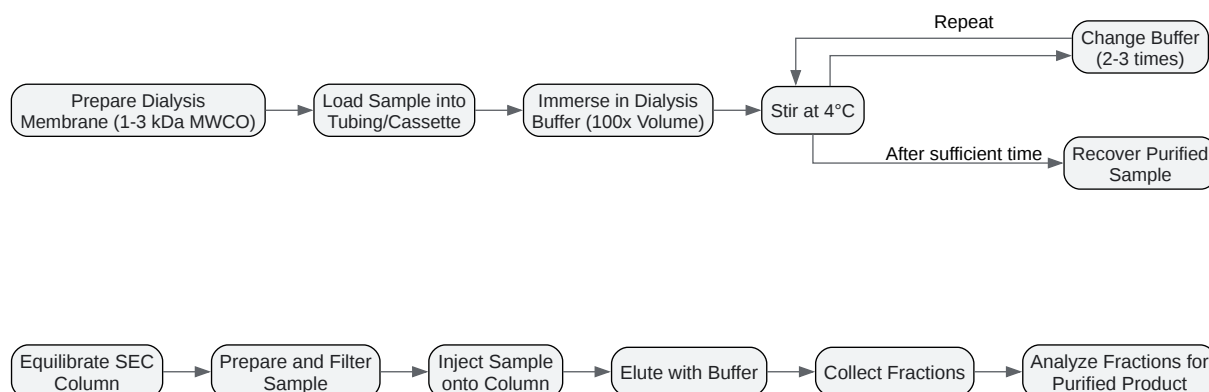 Repeat
Change Buffer
(2-3 times)
Prepare Dialysis
Membrane (1-3 kDa MWCO)
Load Sample into
Tubing/Cassette
Immerse in Dialysis
Buffer (100x Volume)
Stir at 4°C
After sufficient time
Recover Purified
Sample
Equilibrate SEC
Column
Prepare and Filter
Sample
Inject Sample
onto Column
Elute with Buffer
Collect Fractions
Analyze Fractions for
Purified Product